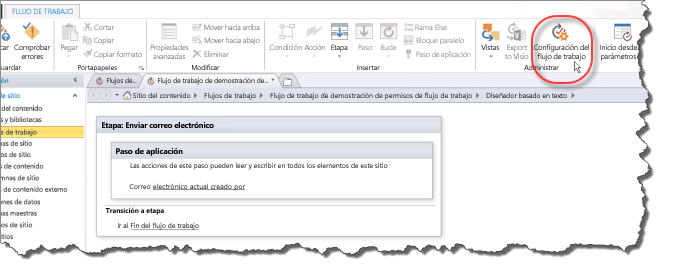 FLUJO DE TRABAJO
Comprobar errores
Pegar
Cortar
Copiar
Copiar formato
Portapapeles
Propiedades avanzadas
Mover hacia arriba
Mover hacia abajo
Eliminar
Modificar
Condición
Acción
Etapa
Paso
Bucle
Rama Else
Bloque paralelo
Paso de aplicación
Insertar
Vistas
Export to Visio
Configuración del flujo de trabajo
Inicio desde
parámetros
Administrar
Flujos de...
Flujo de trabajo de demostración de... *
Sitio del contenido
Flujos de trabajo
Flujo de trabajo de demostración de permisos de flujo de trabajo
Diseñador basado en texto
de sitio
del contenido
y bibliotecas
s de trabajo
nas de sitio
os de sitio
s de contenido
mnas de sitio
s de contenido externo
enes de datos
nas maestras
os de sitio
sitios
Etapa: Enviar correo electrónico
Paso de aplicación
Las acciones de este paso pueden leer y escribir en todos los elementos de este sitio
Correo electrónico actual creado por
Transición a etapa
Ir al Fin del flujo de trabajo